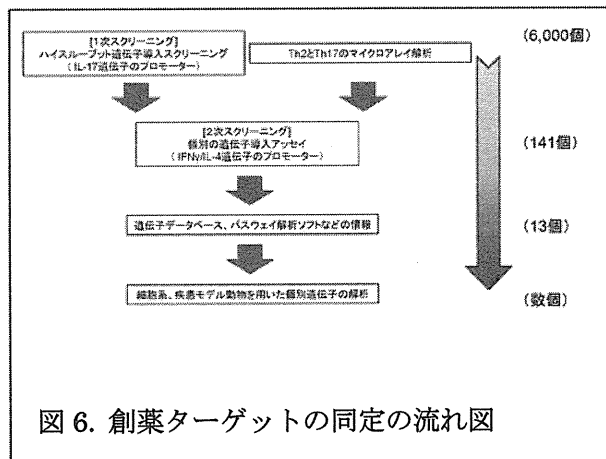 [1次スクリーニング]
ハイスループット遺伝子導入スクリーニング
(IL-17遺伝子のプロモーター)
Th2とTh17のマイクロアレイ解析
(6,000個)
[2次スクリーニング]
個別の遺伝子導入アッセイ
(IFNγ/IL-4遺伝子のプロモーター)
(141個)
遺伝子データベース、パスウェイ解析ソフトなどの情報
(13個)
細胞系、疾患モデル動物を用いた個別遺伝子の解析
(数個)
図 6. 創薬ターゲットの同定の流れ図